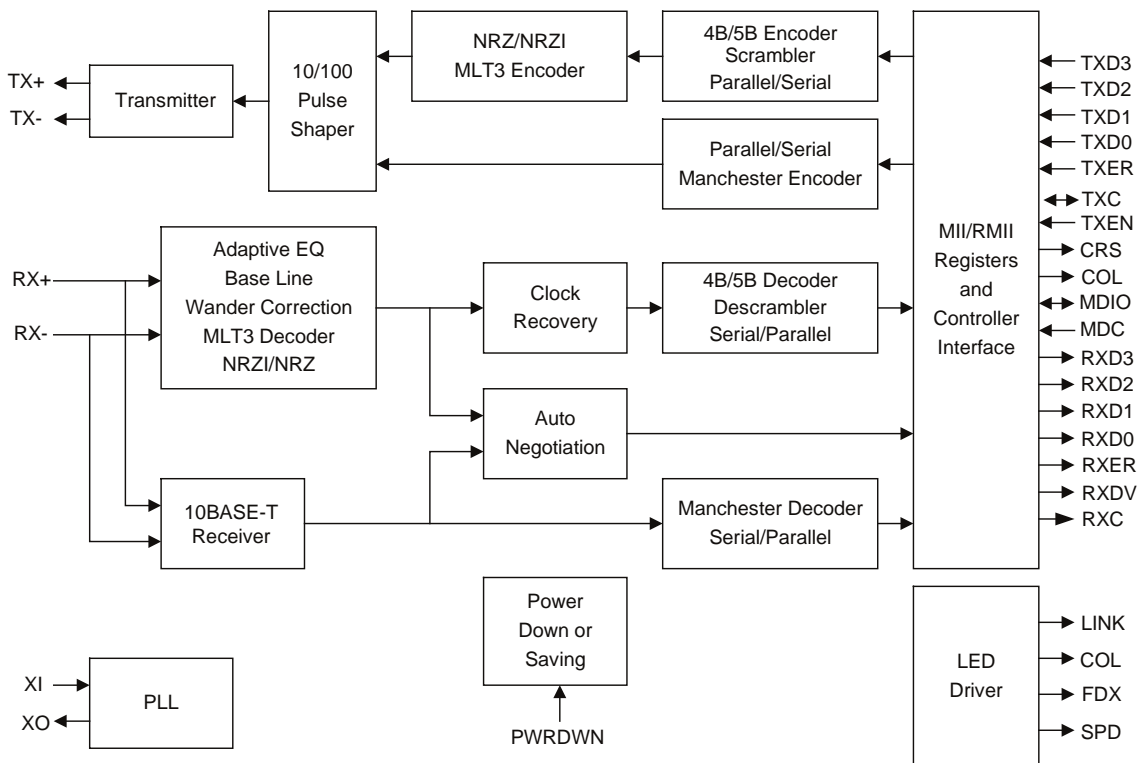 NRZ/NRZI
MLT3 Encoder
4B/5B Encoder
Scrambler
Parallel/Serial
10/100
Pulse
Shaper
TX+
TX-
Transmitter
Parallel/Serial
Manchester Encoder
TXD3
TXD2
TXD1
TXD0
TXER
TXC
TXEN
CRS
COL
MDIO
MDC
RXD3
RXD2
RXD1
RXD0
RXER
RXDV
RXC
MII/RMII
Registers
and
Controller
Interface
RX+
RX-
Adaptive EQ
Base Line
Wander Correction
MLT3 Decoder
NRZI/NRZ
Clock
Recovery
4B/5B Decoder
Descrambler
Serial/Parallel
Auto
Negotiation
10BASE-T
Receiver
Manchester Decoder
Serial/Parallel
Power
Down or
Saving
PWRDWN
XI
XO
PLL
LED
Driver
LINK
COL
FDX
SPD